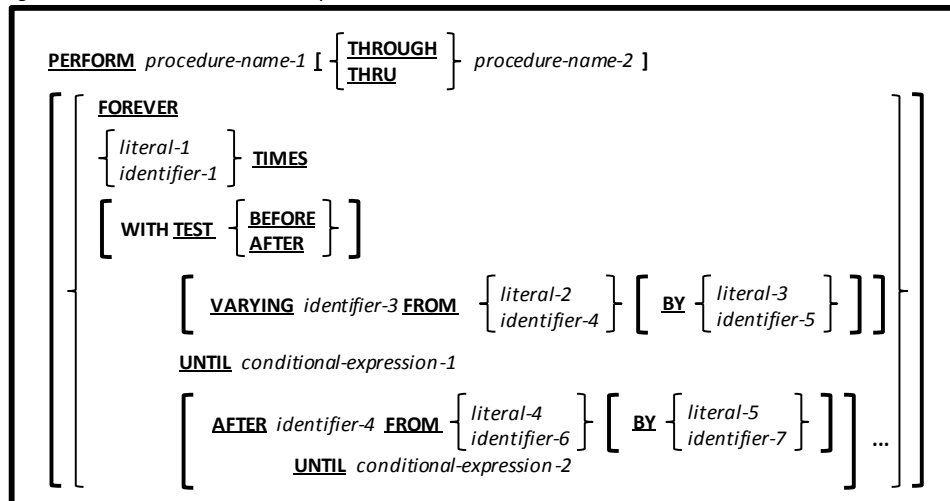 PERFORM procedure-name-1 [ { THROUGH
THRU } procedure-name-2 ]
FOREVER
literal-1
identifier-1 TIMES
WITH TEST BEFORE
AFTER
VARYING identifier-3 FROM literal-2
identifier-4 BY literal-3
identifier-5
UNTIL conditional-expression-1
AFTER identifier-4 FROM literal-4
identifier-6 BY literal-5
identifier-7 ...
UNTIL conditional-expression-2